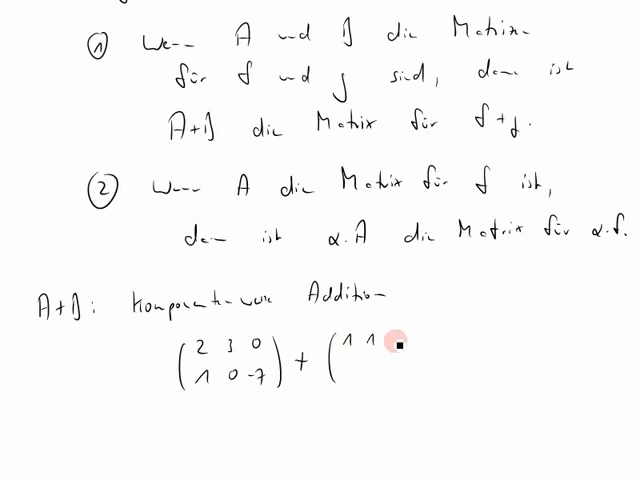 ① Wenn A und B die Matrizen
für f und g sind, dann ist
A+B die Matrix für f+g.
② Wenn A die Matrix für f ist,
dann ist α.A die Matrix für α.f.
A+B: Komponentenweise Addition
( 2 3 0 ) + ( 1 1
( 1 0 -7 )